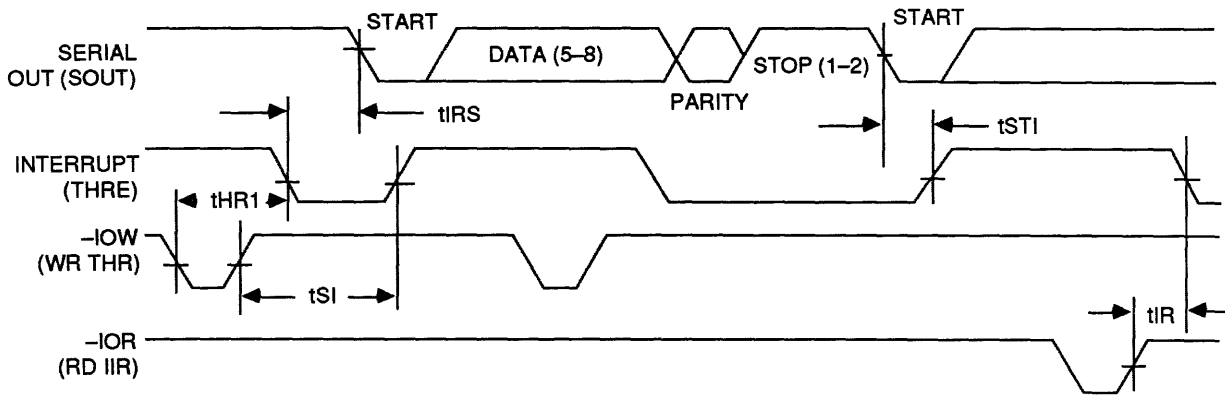 START
START
SERIAL
OUT (SOUT)
DATA (5–8)
STOP (1–2)
PARITY
tIRS
tSTI
INTERRUPT
(THRE)
tHR1
–IOW
(WR THR)
tSI
tIR
–IOR
(RD IIR)